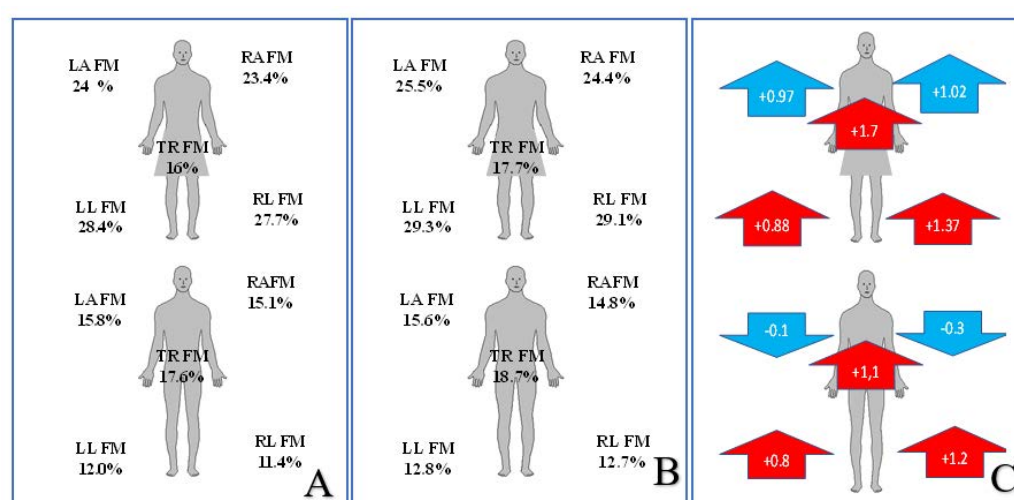 LA FM
24 %
RA FM
23.4%
TR FM
16%
LL FM
28.4%
RL FM
27.7%
LA FM
15.8%
RAFM
15.1%
TR FM
17.6%
LL FM
12.0%
RL FM
11.4%
A
LA FM
25.5%
RA FM
24.4%
TR FM
17.7%
LL FM
29.3%
RL FM
29.1%
LA FM
15.6%
RAFM
14.8%
TR FM
18.7%
LL FM
12.8%
RL FM
12.7%
B
+0.97
+1.02
+1.7
+0.88
+1.37
-0.1
-0.3
+1,1
+0.8
+1.2
C